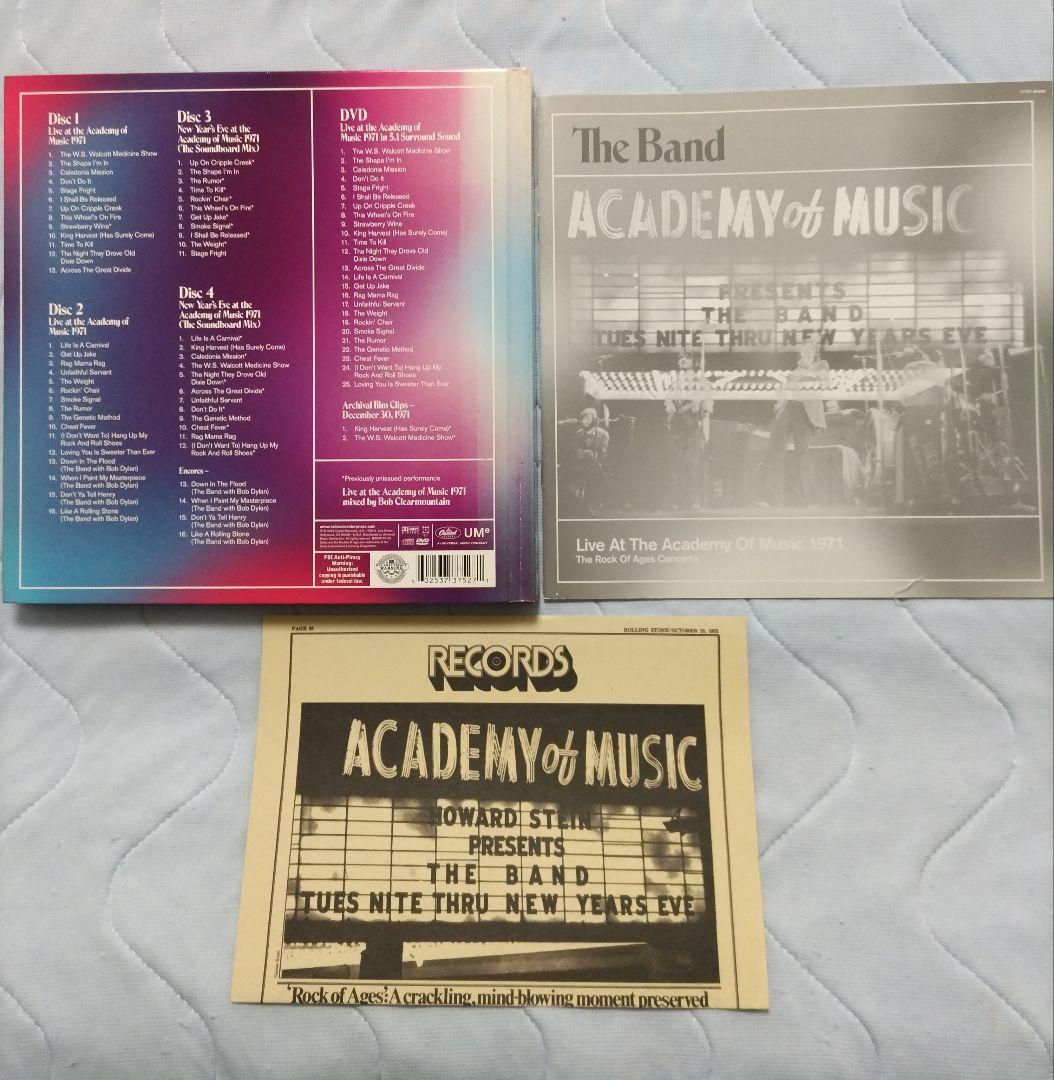 Disc 1
Live at the Academy of
Music 1971
1. The W.S. Walcott Medicine Show
2. The Shape I'm In
3. Caledonia Mission
4. Don't Do It
5. Stage Fright
6. I Shall Be Released
7. Up On Cripple Creek
8. This Wheel's On Fire
9. Strawberry Wine*
10. King Harvest (Has Surely Come)
11. Time To Kill
12. The Night They Drove Old
Dixie Down
13. Across The Great Divide
Disc 2
Live at the Academy of
Music 1971
1. Life Is A Carnival
2. Get Up Jake
3. Rag Mama Rag
4. Unfaithful Servant
5. The Weight
6. Rockin' Chair
7. Smoke Signal
8. The Rumor
9. The Genetic Method
10. Chest Fever
11. (I Don't Want To) Hang Up My
Rock And Roll Shoes
12. Loving You Is Sweeter Than Ever
13. Down In The Flood
(The Band with Bob Dylan)
14. When I Paint My Masterpiece
(The Band with Bob Dylan)
15. Don't Ya Tell Henry
(The Band with Bob Dylan)
16. Like A Rolling Stone
(The Band with Bob Dylan)
Disc 3
New Year's Eve at the
Academy of Music 1971
(The Soundboard Mix)
1. Up On Cripple Creek*
2. The Shape I'm In
3. The Rumor*
4. Time To Kill*
5. Rockin' Chair*
6. This Wheel's On Fire*
7. Get Up Jake*
8. Smoke Signal*
9. I Shall Be Released*
10. The Weight*
11. Stage Fright
Disc 4
New Year's Eve at the
Academy of Music 1971
(The Soundboard Mix)
1. Life Is A Carnival*
2. King Harvest (Has Surely Come)
3. Caledonia Mission*
4. The W.S. Walcott Medicine Show
5. The Night They Drove Old
Dixie Down*
6. Across The Great Divide*
7. Unfaithful Servant
8. Don't Do It*
9. The Genetic Method
10. Chest Fever*
11. Rag Mama Rag
12. (I Don't Want To) Hang Up My
Rock And Roll Shoes*
Encores –
13. Down In The Flood
(The Band with Bob Dylan)
14. When I Paint My Masterpiece
(The Band with Bob Dylan)
15. Don't Ya Tell Henry
(The Band with Bob Dylan)
16. Like A Rolling Stone
(The Band with Bob Dylan)
DVD
Live at the Academy of
Music 1971 in 5.1 Surround Sound
1. The W.S. Walcott Medicine Show
2. The Shape I'm In
3. Caledonia Mission
4. Don't Do It
5. Stage Fright
6. I Shall Be Released
7. Up On Cripple Creek
8. This Wheel's On Fire
9. Strawberry Wine
10. King Harvest (Has Surely Come)
11. Time To Kill
12. The Night They Drove Old
Dixie Down
13. Across The Great Divide
14. Life Is A Carnival
15. Get Up Jake
16. Rag Mama Rag
17. Unfaithful Servant
18. The Weight
19. Rockin' Chair
20. Smoke Signal
21. The Rumor
22. The Genetic Method
23. Chest Fever
24. (I Don't Want To) Hang Up My
Rock And Roll Shoes
25. Loving You Is Sweeter Than Ever
Archival Film Clips –
December 30, 1971
1. King Harvest (Has Surely Come)*
2. The W.S. Walcott Medicine Show*
*Previously unissued performance
Live at the Academy of Music 1971
mixed by Bob Clearmountain
Capitol
UMe
FBI Anti-Piracy
Warning:
Unauthorized
copying is punishable
under federal law.
6 02537 37527 1
The Band
ACADEMY of MUSIC
PRESENTS
THE BAND
TUES NITE THRU NEW YEARS EVE
Live At The Academy Of Music 1971
The Rock Of Ages Concerts
PAGE 62
RECORDS
ACADEMY of MUSIC
HOWARD STEIN
PRESENTS
THE BAND
TUES NITE THRU NEW YEARS EVE
'Rock of Ages': A crackling, mind-blowing moment preserved